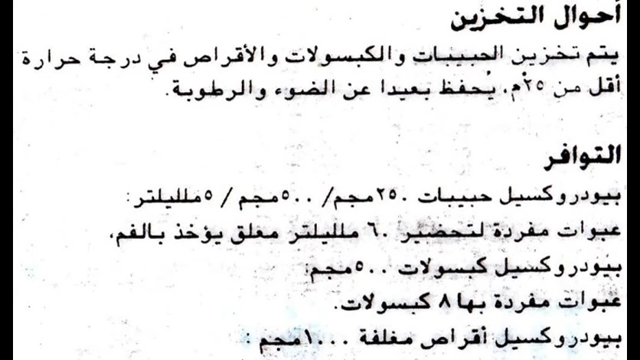 أحوال التخزين
يتم تخزين الحبيبات والكبسولات والأقراص في درجة حرارة
أقل من ٢٥°م، يُحفظ بعيدا عن الضوء والرطوبة.
التوافر
بيودروكسيل حبيبات ٢٥٠مجم/ ٥٠٠مجم / ٥ملليلتر:
عبوات مفردة لتحضير ٦٠ ملليلتر معلق يؤخذ بالفم،
بيودروكسيل كبسولات ٥٠٠مجم:
عبوات مفردة بها ٨ كبسولات.
بيودروكسيل أقراص مغلفة ١٠٠٠مجم :